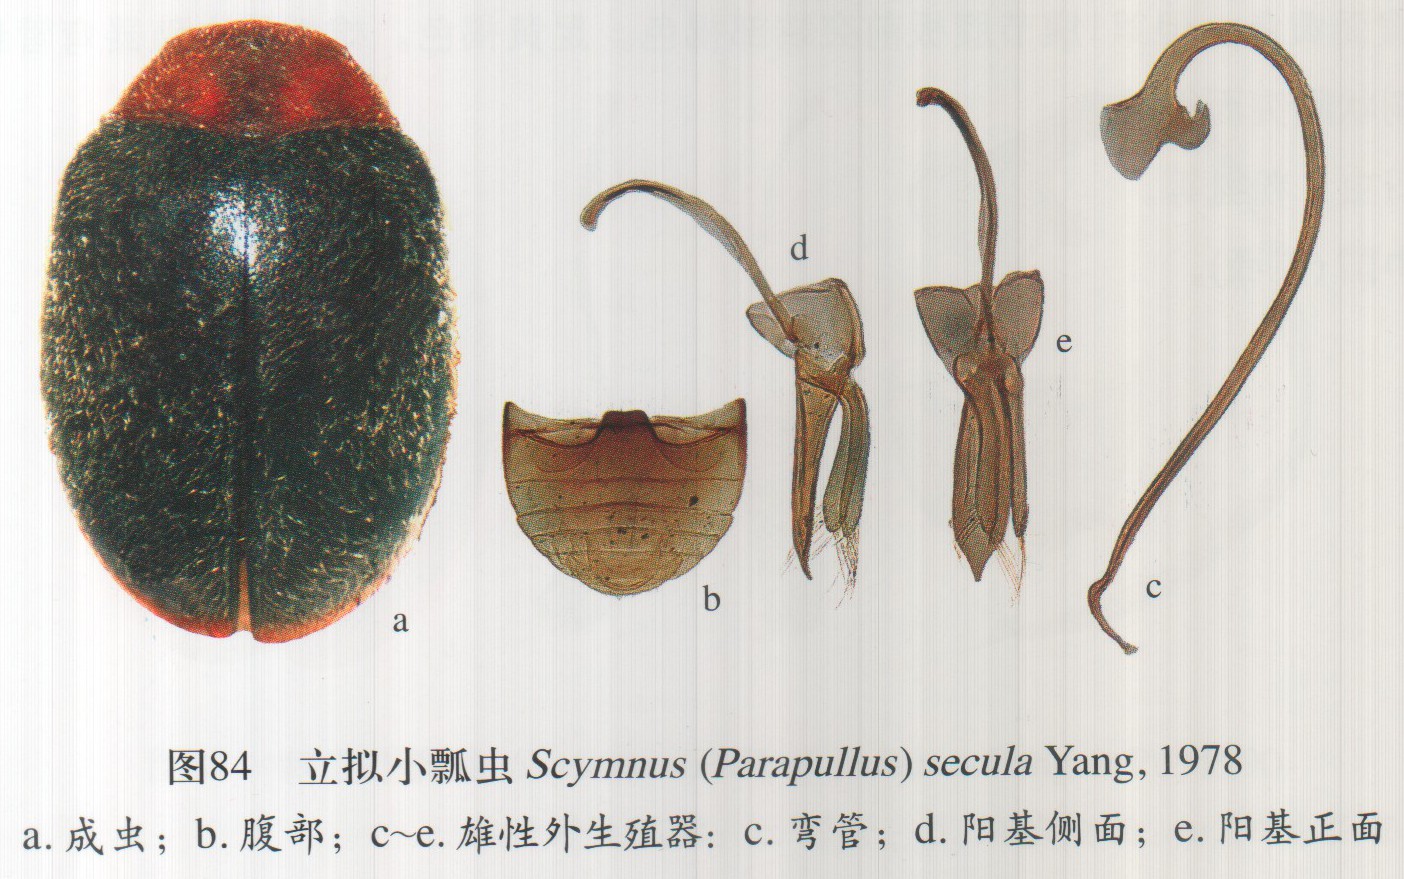 d
e
b
c
a
图84 立拟小瓢虫 Scymnus (Parapullus) secula Yang, 1978
a. 成虫; b. 腹部; c~e. 雄性外生殖器: c. 弯管; d. 阳基侧面; e. 阳基正面